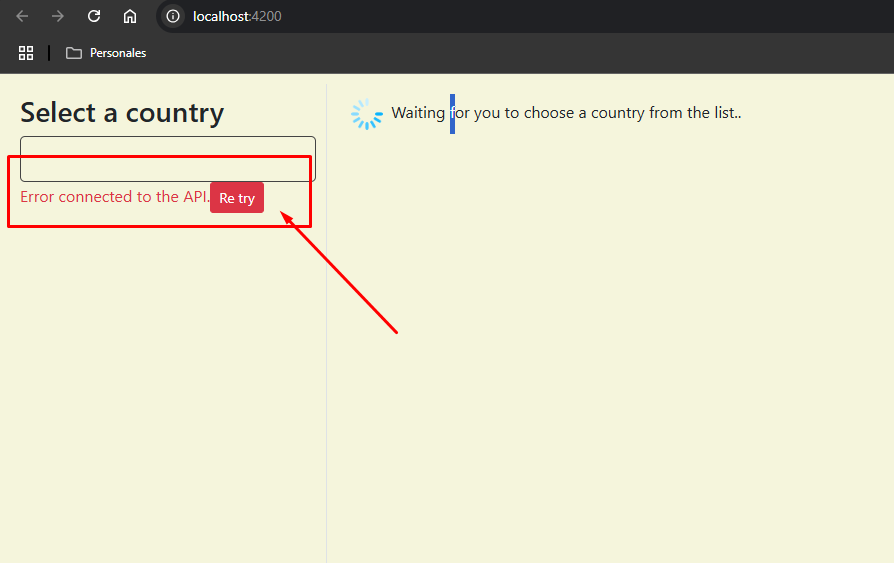 localhost:4200
Personales
Select a country
Waiting for you to choose a country from the list..
Error connected to the API.
Re try